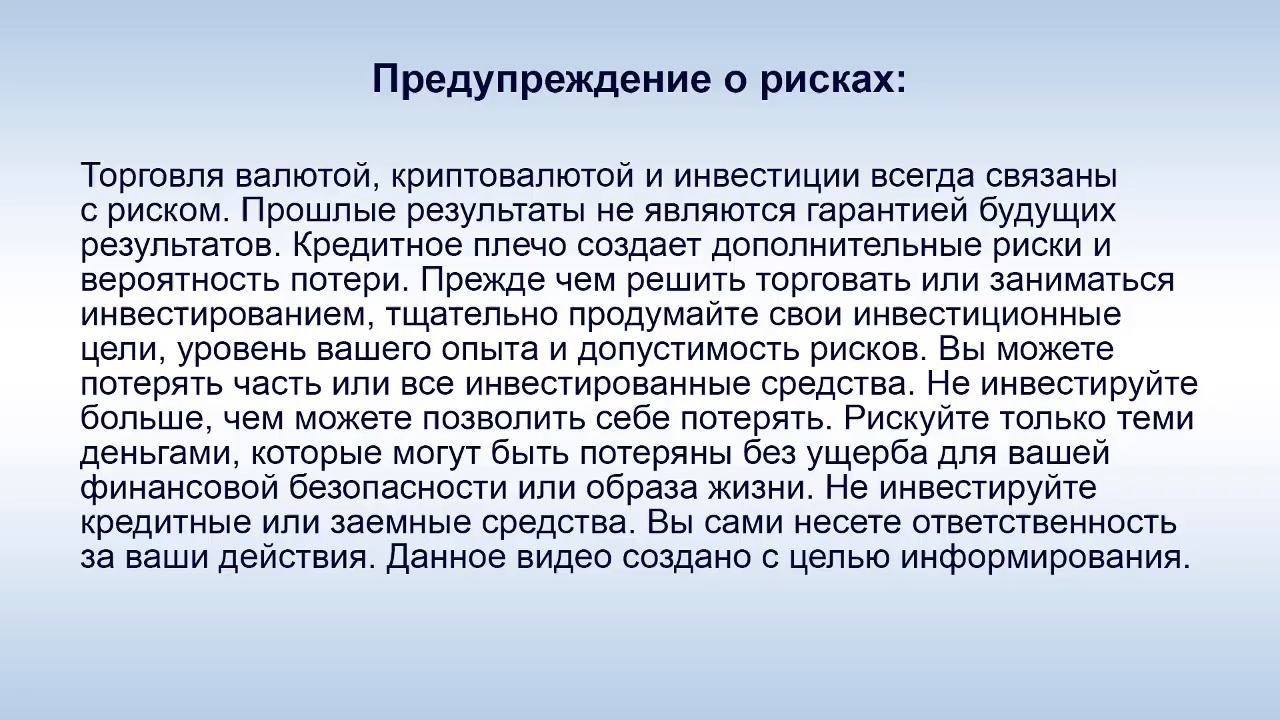 Предупреждение о рисках:
Торговля валютой, криптовалютой и инвестиции всегда связаны
с риском. Прошлые результаты не являются гарантией будущих
результатов. Кредитное плечо создает дополнительные риски и
вероятность потери. Прежде чем решить торговать или заниматься
инвестированием, тщательно продумайте свои инвестиционные
цели, уровень вашего опыта и допустимость рисков. Вы можете
потерять часть или все инвестированные средства. Не инвестируйте
больше, чем можете позволить себе потерять. Рискуйте только теми
деньгами, которые могут быть потеряны без ущерба для вашей
финансовой безопасности или образа жизни. Не инвестируйте
кредитные или заемные средства. Вы сами несете ответственность
за ваши действия. Данное видео создано с целью информирования.